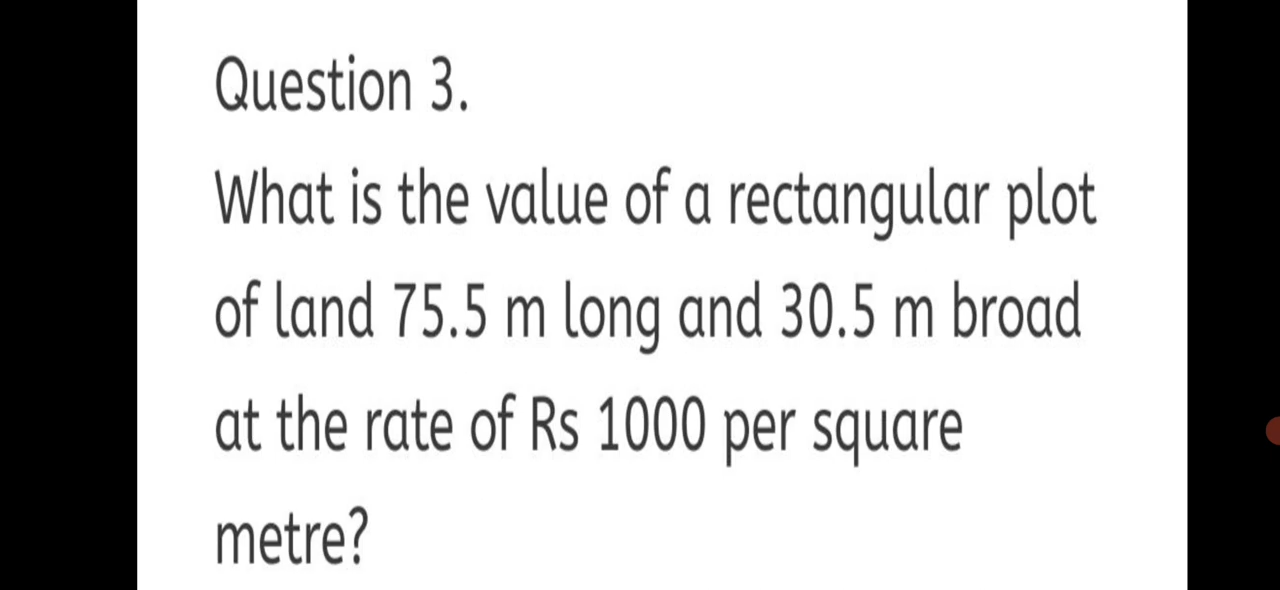 Question 3.
What is the value of a rectangular plot
of land 75.5 m long and 30.5 m broad
at the rate of Rs 1000 per square
metre?